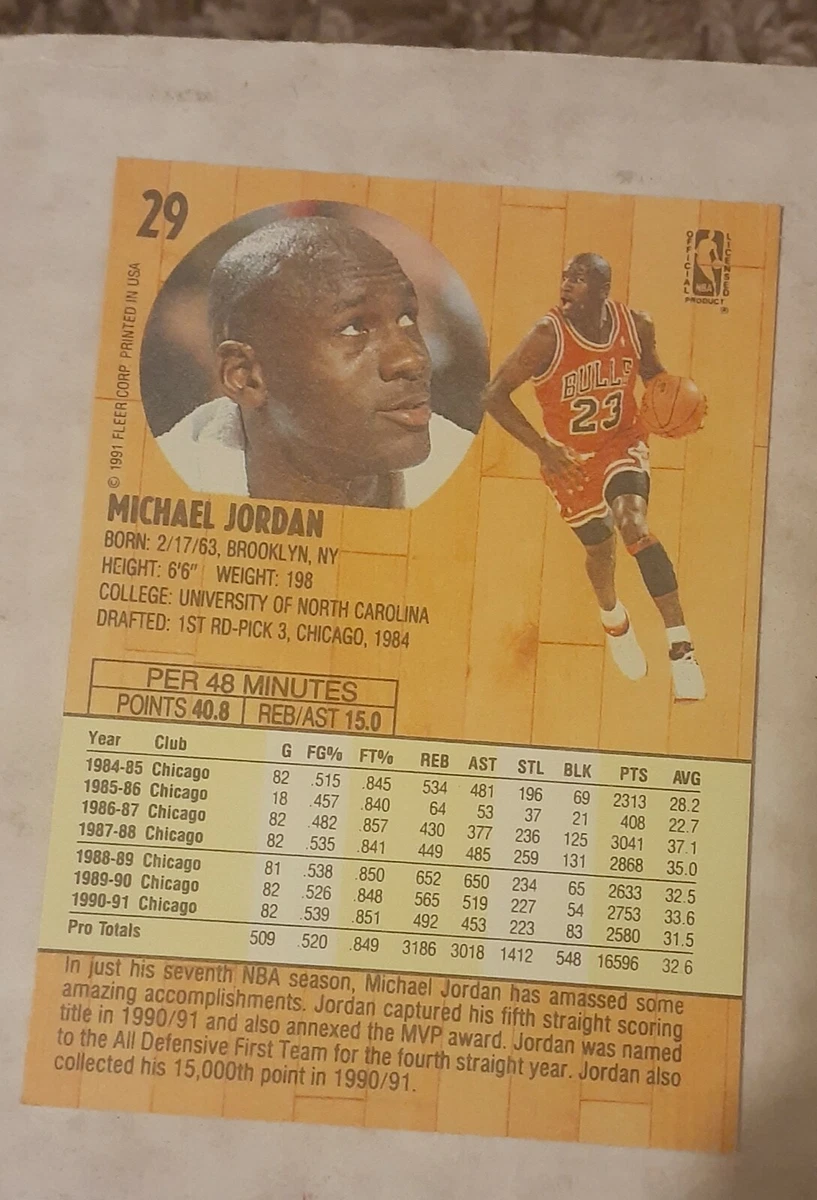 29
OFFICIAL
LICENSED
NBA
PRODUCT
®
© 1991 FLEER CORP. PRINTED IN USA
BULLS
23
MICHAEL JORDAN
BORN: 2/17/63, BROOKLYN, NY
HEIGHT: 6'6" WEIGHT: 198
COLLEGE: UNIVERSITY OF NORTH CAROLINA
DRAFTED: 1ST RD-PICK 3, CHICAGO, 1984
PER 48 MINUTES
POINTS 40.8 REB/AST 15.0
Year Club G FG% FT% REB AST STL BLK PTS AVG
1984-85 Chicago 82 .515 .845 534 481 196 69 2313 28.2
1985-86 Chicago 18 .457 .840 64 53 37 21 408 22.7
1986-87 Chicago 82 .482 .857 430 377 236 125 3041 37.1
1987-88 Chicago 82 .535 .841 449 485 259 131 2868 35.0
1988-89 Chicago 81 .538 .850 652 650 234 65 2633 32.5
1989-90 Chicago 82 .526 .848 565 519 227 54 2753 33.6
1990-91 Chicago 82 .539 .851 492 453 223 83 2580 31.5
Pro Totals 509 .520 .849 3186 3018 1412 548 16596 32.6
In just his seventh NBA season, Michael Jordan has amassed some
amazing accomplishments. Jordan captured his fifth straight scoring
title in 1990/91 and also annexed the MVP award. Jordan was named
to the All Defensive First Team for the fourth straight year. Jordan also
collected his 15,000th point in 1990/91.